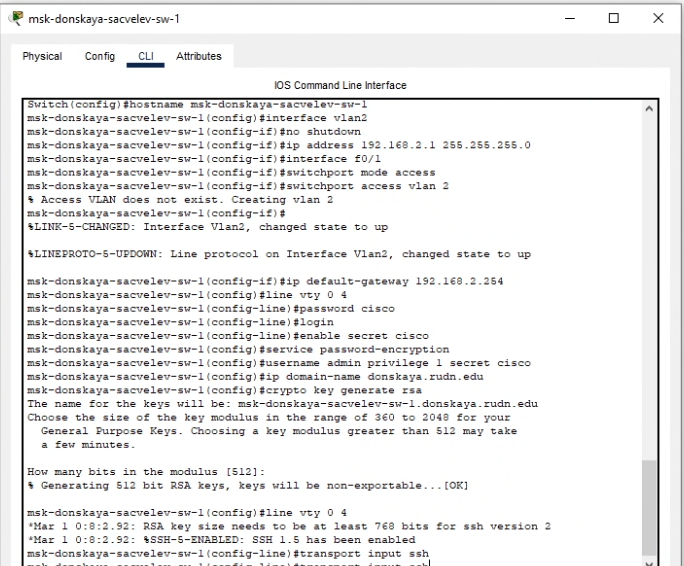 msk-donskaya-sacvelev-sw-1
Physical Config CLI Attributes
IOS Command Line Interface
Switch(config)#hostname msk-donskaya-sacvelev-sw-1
msk-donskaya-sacvelev-sw-1(config)#interface vlan2
msk-donskaya-sacvelev-sw-1(config-if)#no shutdown
msk-donskaya-sacvelev-sw-1(config-if)#ip address 192.168.2.1 255.255.255.0
msk-donskaya-sacvelev-sw-1(config-if)#interface f0/1
msk-donskaya-sacvelev-sw-1(config-if)#switchport mode access
msk-donskaya-sacvelev-sw-1(config-if)#switchport access vlan 2
% Access VLAN does not exist. Creating vlan 2
msk-donskaya-sacvelev-sw-1(config-if)#
%LINK-5-CHANGED: Interface Vlan2, changed state to up
%LINEPROTO-5-UPDOWN: Line protocol on Interface Vlan2, changed state to up
msk-donskaya-sacvelev-sw-1(config-if)#ip default-gateway 192.168.2.254
msk-donskaya-sacvelev-sw-1(config)#line vty 0 4
msk-donskaya-sacvelev-sw-1(config-line)#password cisco
msk-donskaya-sacvelev-sw-1(config-line)#login
msk-donskaya-sacvelev-sw-1(config-line)#enable secret cisco
msk-donskaya-sacvelev-sw-1(config)#service password-encryption
msk-donskaya-sacvelev-sw-1(config)#username admin privilege 1 secret cisco
msk-donskaya-sacvelev-sw-1(config)#ip domain-name donskaya.rudn.edu
msk-donskaya-sacvelev-sw-1(config)#crypto key generate rsa
The name for the keys will be: msk-donskaya-sacvelev-sw-1.donskaya.rudn.edu
Choose the size of the key modulus in the range of 360 to 2048 for your
General Purpose Keys. Choosing a key modulus greater than 512 may take
a few minutes.
How many bits in the modulus [512]:
% Generating 512 bit RSA keys, keys will be non-exportable...[OK]
msk-donskaya-sacvelev-sw-1(config)#line vty 0 4
*Mar 1 0:8:2.92: RSA key size needs to be at least 768 bits for ssh version 2
*Mar 1 0:8:2.92: %SSH-5-ENABLED: SSH 1.5 has been enabled
msk-donskaya-sacvelev-sw-1(config-line)#transport input ssh
msk-donskaya-sacvelev-sw-1(config-line)#transport input ssh